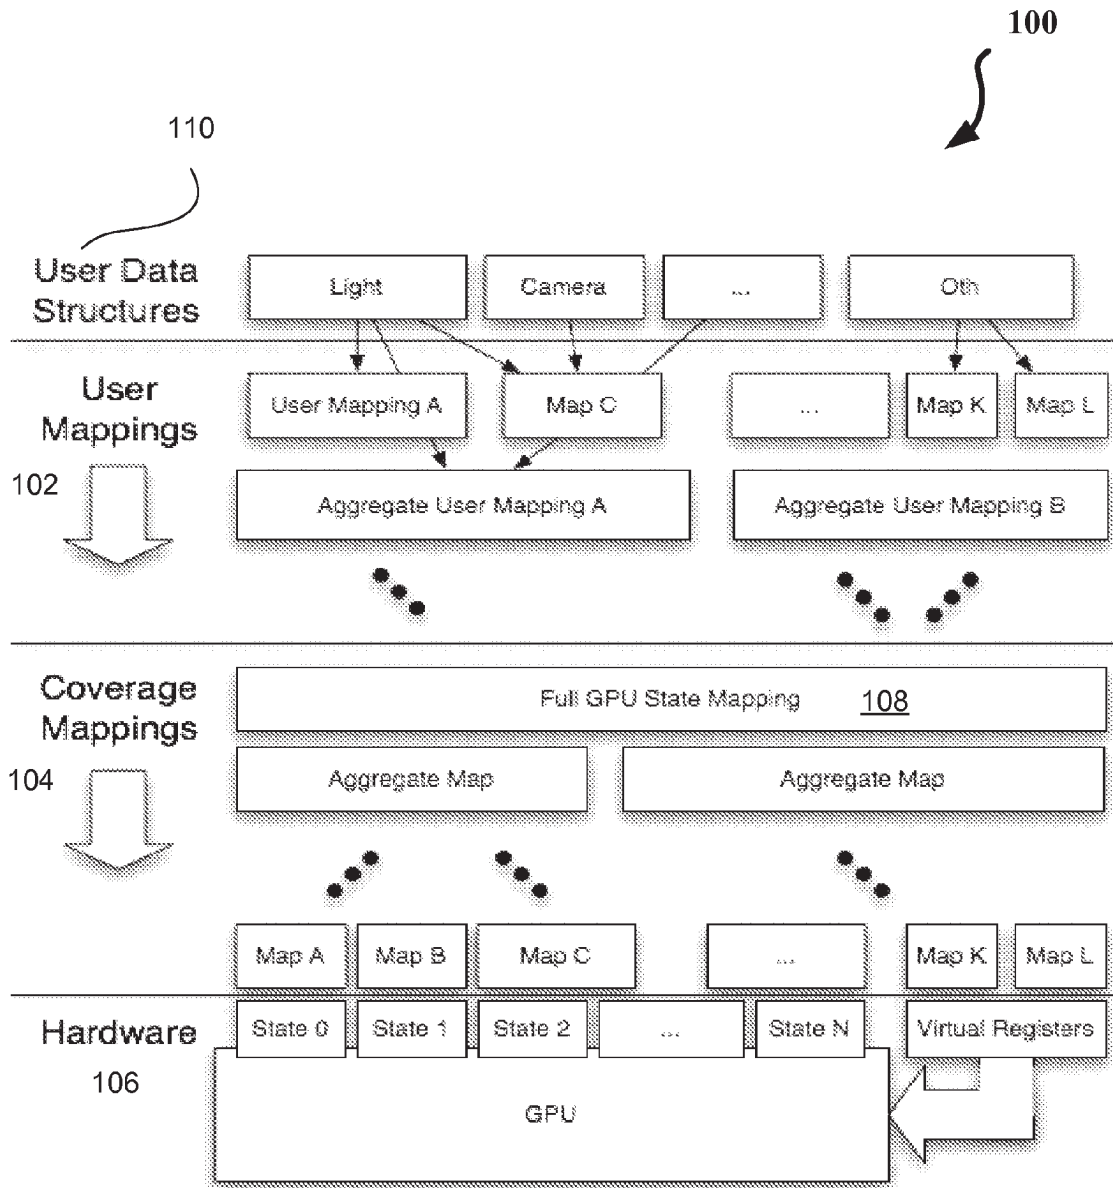 100
110
User Data
Structures
Light
Camera
...
Oth
User
Mappings
User Mapping A
Map C
...
Map K
Map L
102
Aggregate User Mapping A
Aggregate User Mapping B
Coverage
Mappings
Full GPU State Mapping 108
104
Aggregate Map
Aggregate Map
Map A
Map B
Map C
...
Map K
Map L
Hardware
State 0
State 1
State 2
...
State N
Virtual Registers
106
GPU